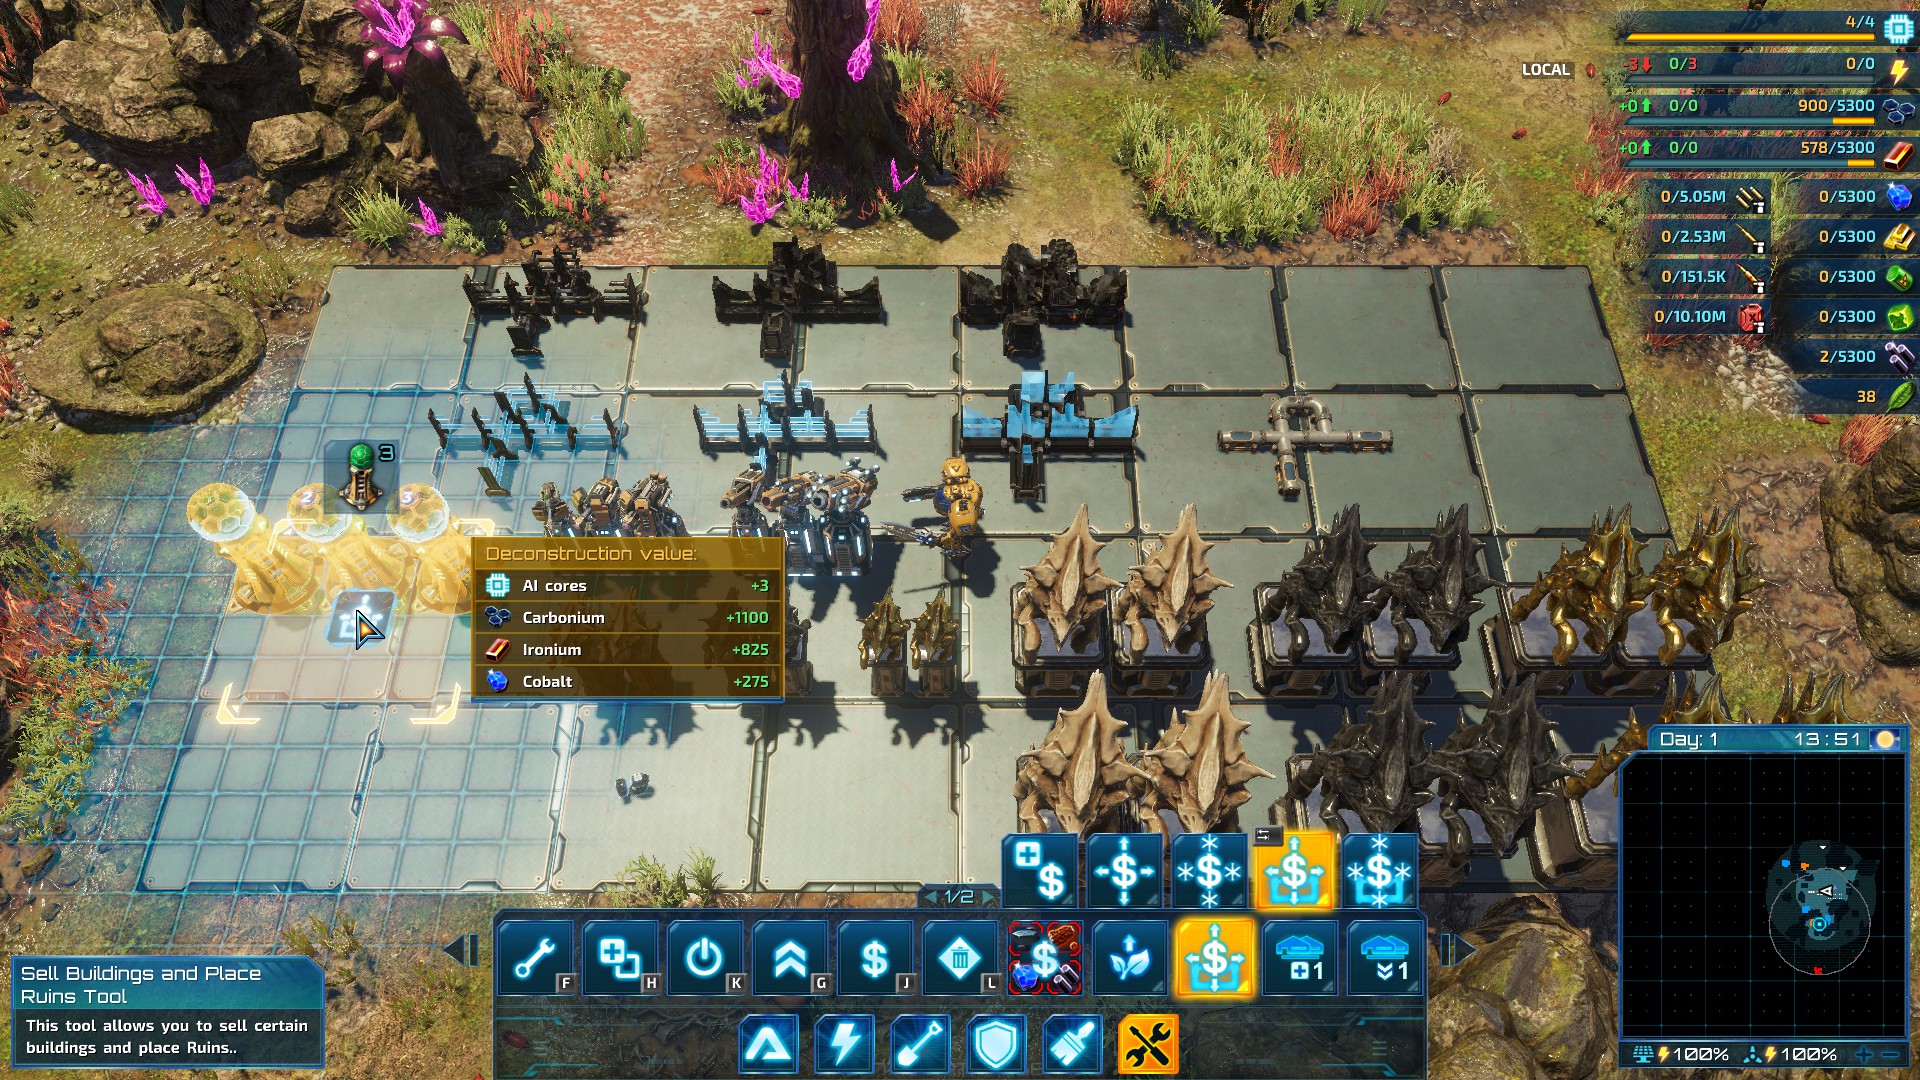 4/4
LOCAL
-3 0/3 0/0
+0 0/0 900/5300
+0 0/0 578/5300
0/5.05M 0/5300
0/2.53M 0/5300
0/151.5K 0/5300
0/10.10M 0/5300
2/5300
38
3
2
3
Deconstruction value:
AI cores +3
Carbonium +1100
Ironium +825
Cobalt +275
Day: 1 13:51
1/2
F
H
K
G
J
L
1
1
Sell Buildings and Place
Ruins Tool
This tool allows you to sell certain
buildings and place Ruins..
100% 100%